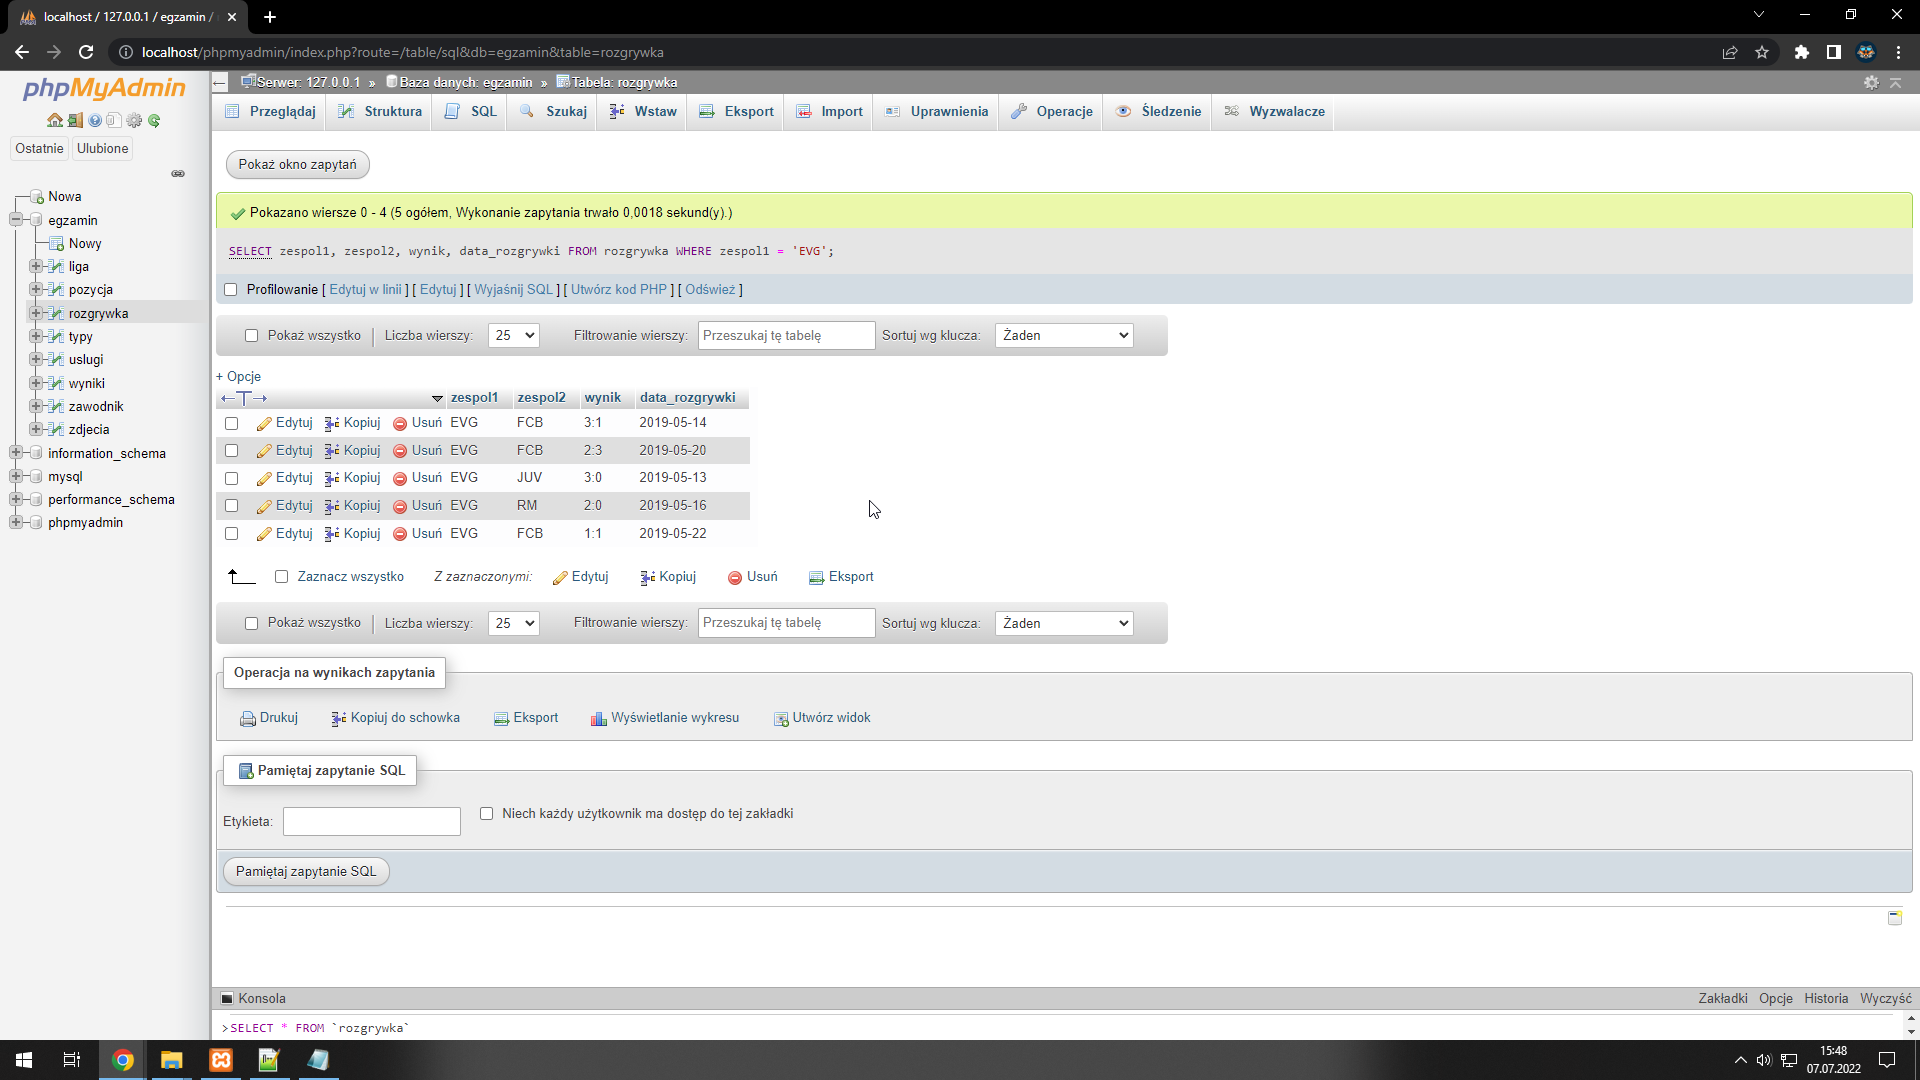 localhost / 127.0.0.1 / egzamin /
localhost/phpmyadmin/index.php?route=/table/sql&db=egzamin&table=rozgrywka
phpMyAdmin
Ostatnie Ulubione
Nowa
egzamin
Nowy
liga
pozycja
rozgrywka
typy
uslugi
wyniki
zawodnik
zdjecia
information_schema
mysql
performance_schema
phpmyadmin
Serwer: 127.0.0.1 » Baza danych: egzamin » Tabela: rozgrywka
Przeglądaj Struktura SQL Szukaj Wstaw Eksport Import Uprawnienia Operacje Śledzenie Wyzwalacze
Pokaż okno zapytań
Pokazano wiersze 0 - 4 (5 ogółem, Wykonanie zapytania trwało 0,0018 sekund(y).)
SELECT zespol1, zespol2, wynik, data_rozgrywki FROM rozgrywka WHERE zespol1 = 'EVG';
Profilowanie [ Edytuj w linii ] [ Edytuj ] [ Wyjaśnij SQL ] [ Utwórz kod PHP ] [ Odśwież ]
Pokaż wszystko Liczba wierszy: 25 Filtrowanie wierszy: Przeszukaj tę tabelę Sortuj wg klucza: Żaden
+ Opcje
←T→ zespol1 zespol2 wynik data_rozgrywki
Edytuj Kopiuj Usuń EVG FCB 3:1 2019-05-14
Edytuj Kopiuj Usuń EVG FCB 2:3 2019-05-20
Edytuj Kopiuj Usuń EVG JUV 3:0 2019-05-13
Edytuj Kopiuj Usuń EVG RM 2:0 2019-05-16
Edytuj Kopiuj Usuń EVG FCB 1:1 2019-05-22
Zaznacz wszystko Z zaznaczonymi: Edytuj Kopiuj Usuń Eksport
Pokaż wszystko Liczba wierszy: 25 Filtrowanie wierszy: Przeszukaj tę tabelę Sortuj wg klucza: Żaden
Operacja na wynikach zapytania
Drukuj Kopiuj do schowka Eksport Wyświetlanie wykresu Utwórz widok
Pamiętaj zapytanie SQL
Etykieta: Niech każdy użytkownik ma dostęp do tej zakładki
Pamiętaj zapytanie SQL
Konsola Zakładki Opcje Historia Wyczyść
>SELECT * FROM `rozgrywka`
15:48
07.07.2022